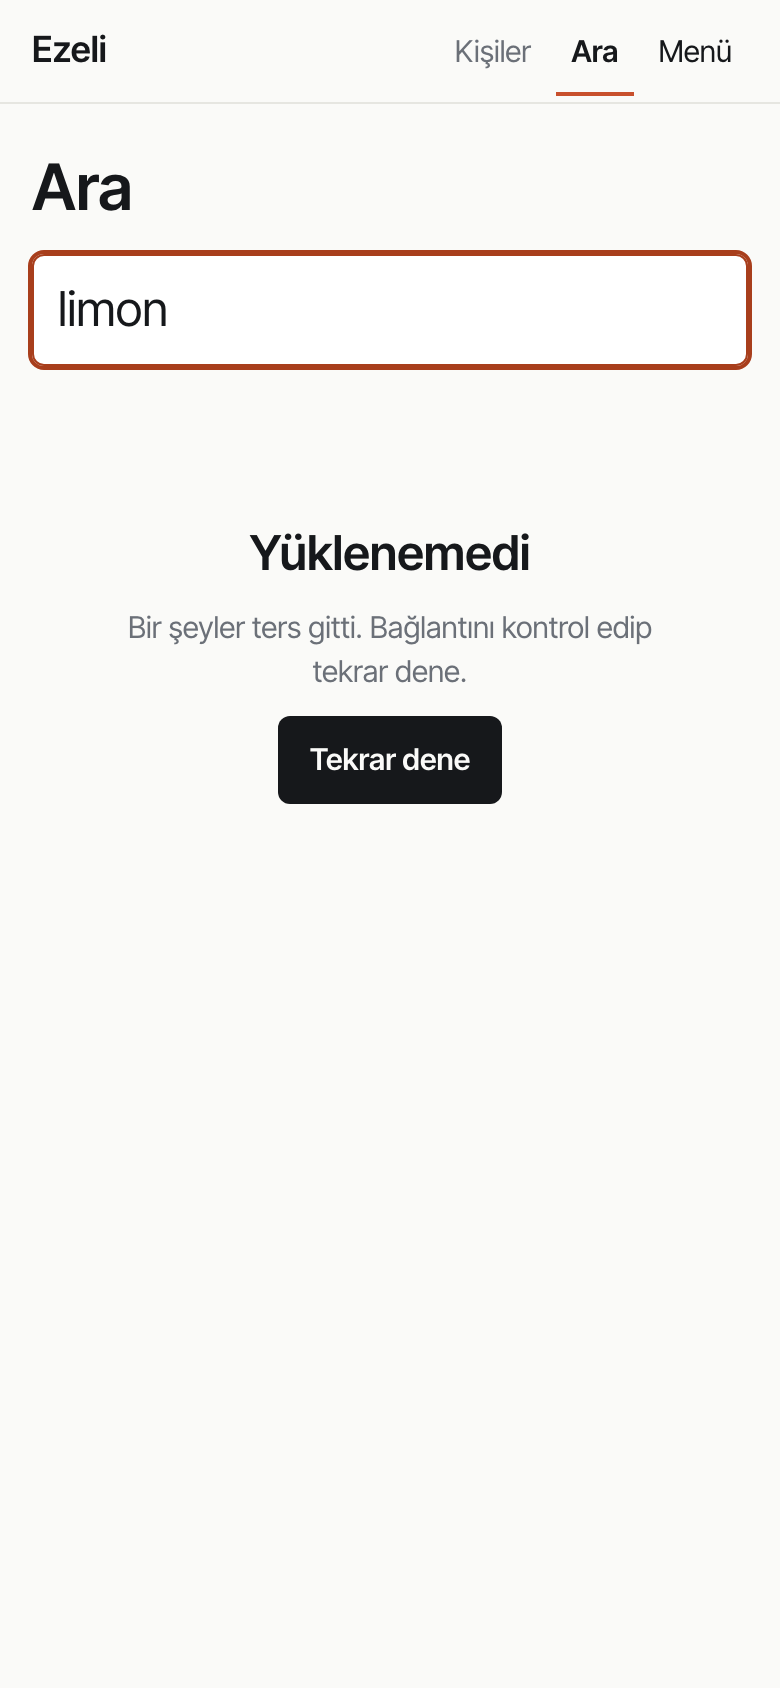 Ezeli
Kişiler
Ara
Menü
Ara
limon
Yüklenemedi
Bir şeyler ters gitti. Bağlantını kontrol edip
tekrar dene.
Tekrar dene